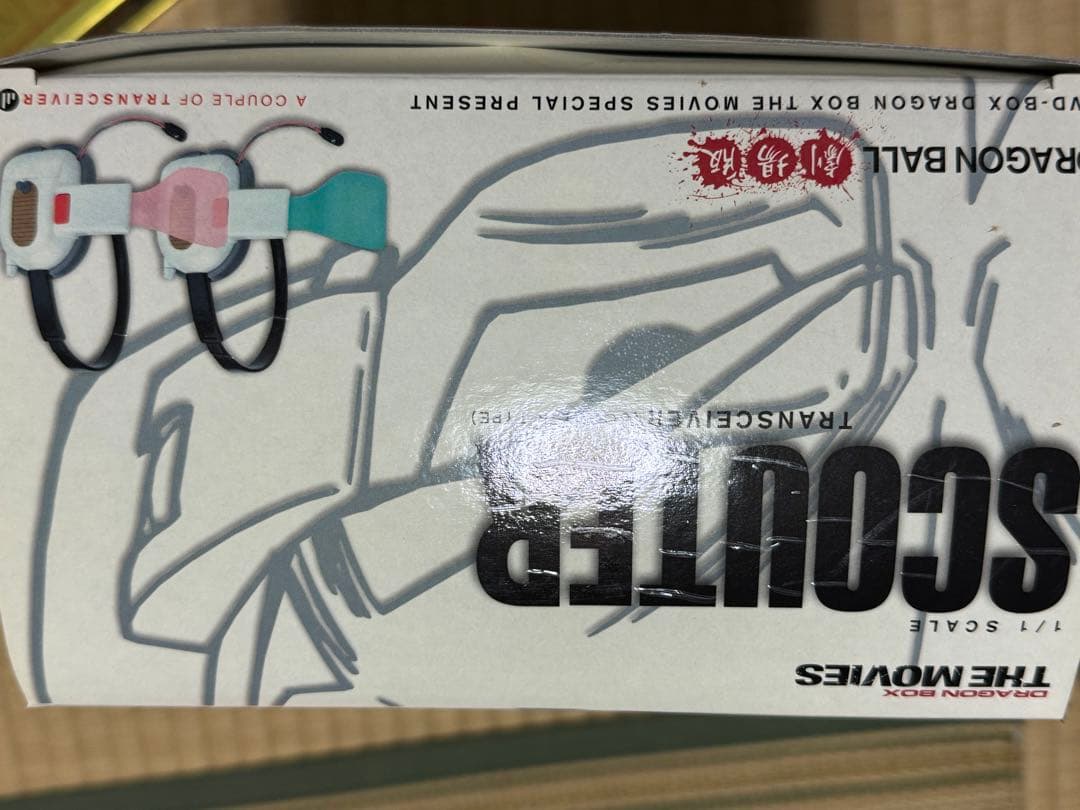 DRAGON BOX
THE MOVIES
1/1 SCALE
SCOUTER
TRANSCEIVER TYPE)
DRAGON BALL 劇場版
VD-BOX DRAGON BOX THE MOVIES SPECIAL PRESENT
A COUPLE OF TRANSCEIVER